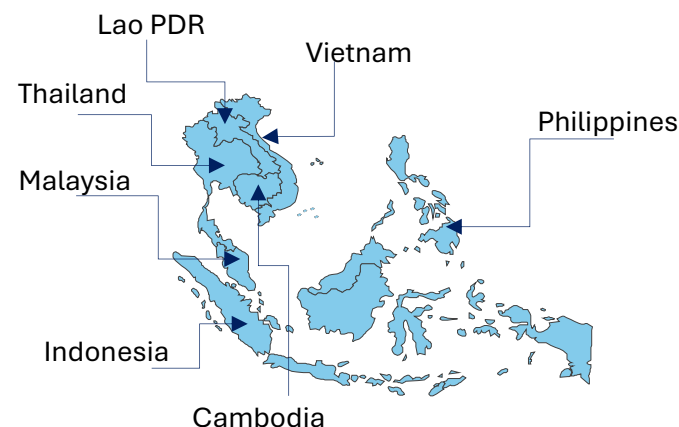 Lao PDR
Vietnam
Thailand
Philippines
Malaysia
Indonesia
Cambodia